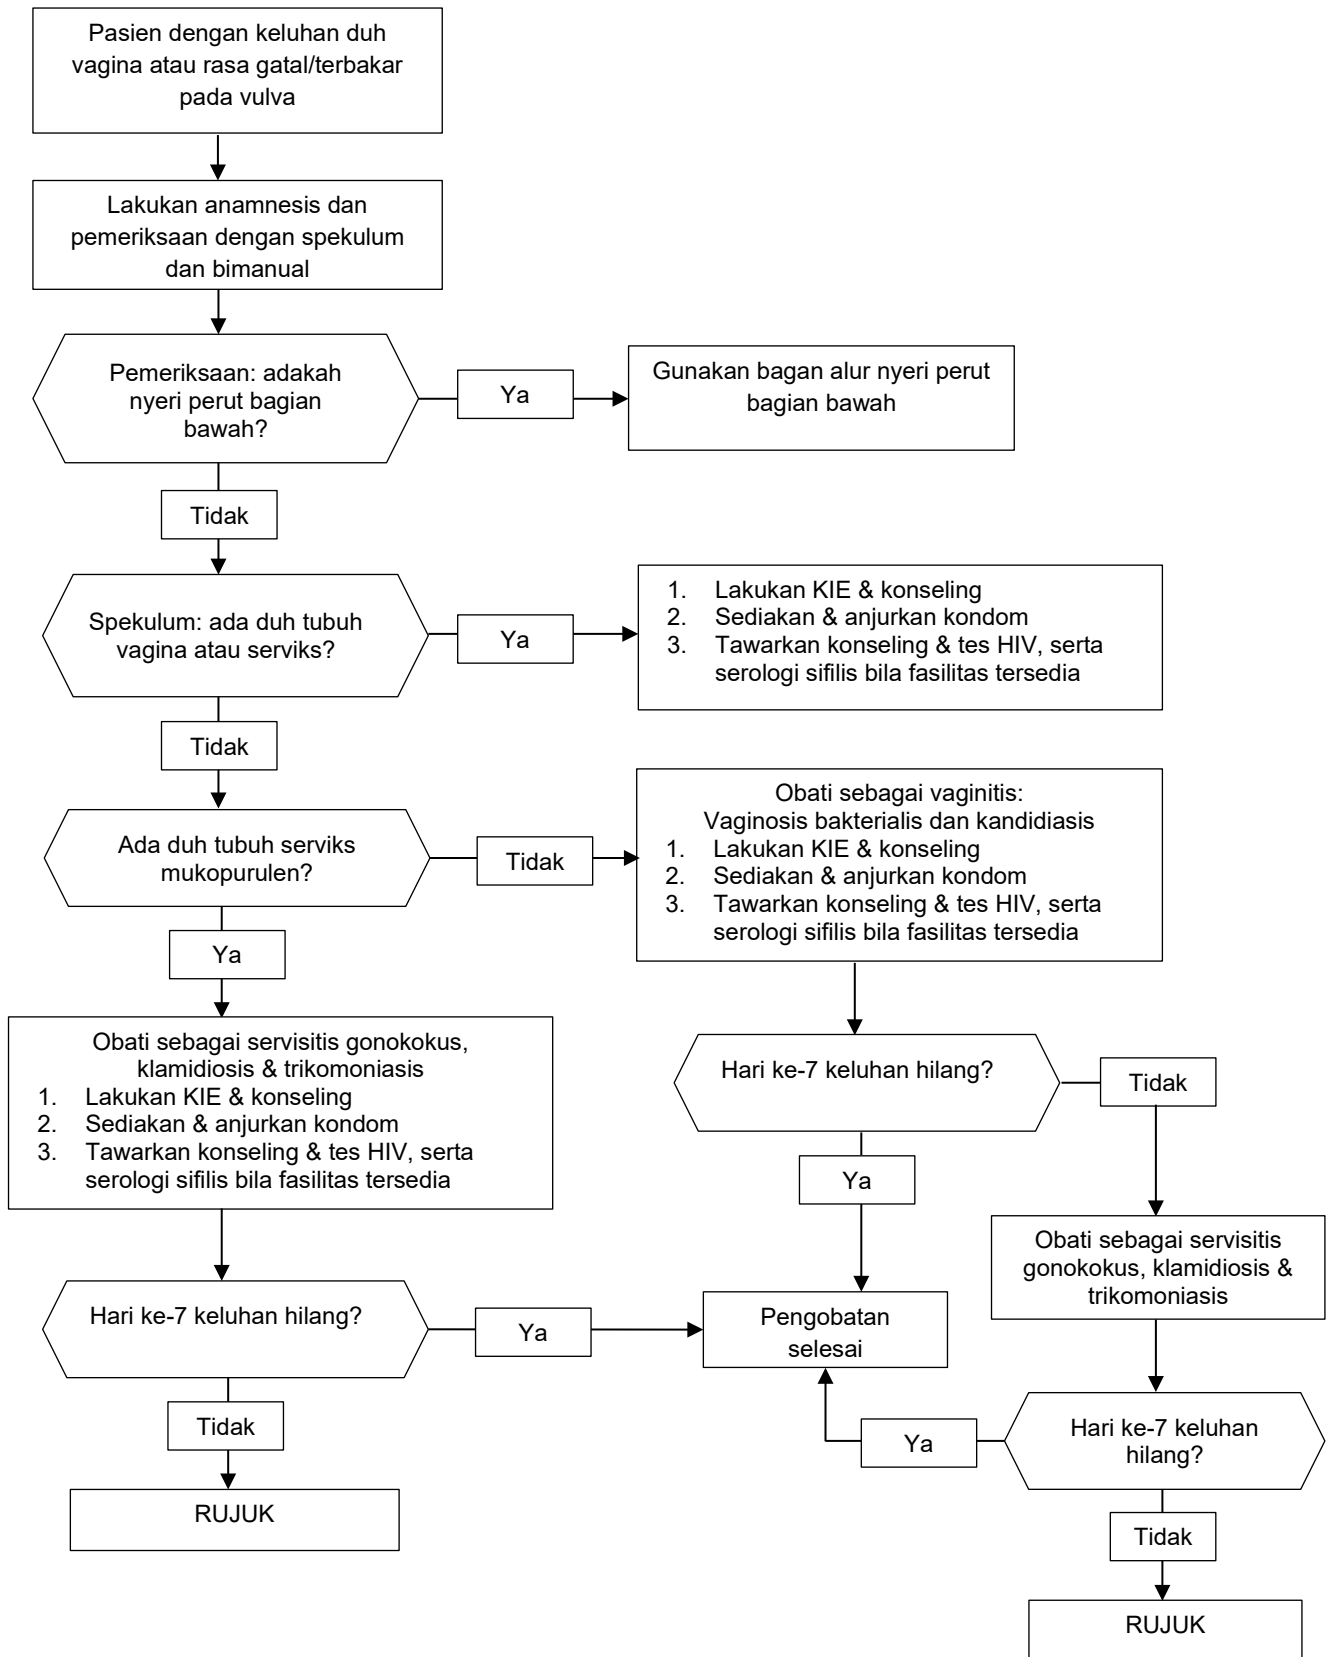 Pasien dengan keluhan duh
vagina atau rasa gatal/terbakar
pada vulva
Lakukan anamnesis dan
pemeriksaan dengan spekulum
dan bimanual
Pemeriksaan: adakah
nyeri perut bagian
bawah?
Ya
Gunakan bagan alur nyeri perut
bagian bawah
Tidak
Spekulum: ada duh tubuh
vagina atau serviks?
Ya
1. Lakukan KIE & konseling
2. Sediakan & anjurkan kondom
3. Tawarkan konseling & tes HIV, serta
serologi sifilis bila fasilitas tersedia
Tidak
Ada duh tubuh serviks
mukopurulen?
Tidak
Obati sebagai vaginitis:
Vaginosis bakterialis dan kandidiasis
1. Lakukan KIE & konseling
2. Sediakan & anjurkan kondom
3. Tawarkan konseling & tes HIV, serta
serologi sifilis bila fasilitas tersedia
Ya
Obati sebagai servisitis gonokokus,
klamidiosis & trikomoniasis
1. Lakukan KIE & konseling
2. Sediakan & anjurkan kondom
3. Tawarkan konseling & tes HIV, serta
serologi sifilis bila fasilitas tersedia
Hari ke-7 keluhan hilang?
Tidak
Ya
Obati sebagai servisitis
gonokokus, klamidiosis &
trikomoniasis
Hari ke-7 keluhan hilang?
Ya
Pengobatan
selesai
Tidak
RUJUK
Hari ke-7 keluhan
hilang?
Ya
Tidak
RUJUK